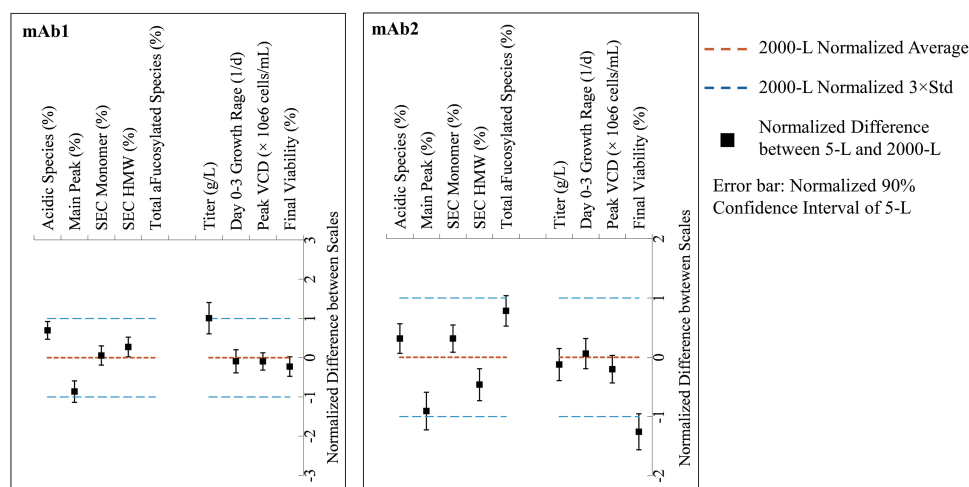 mAb1
Acidic Species (%)
Main Peak (%)
SEC Monomer (%)
SEC HMW (%)
Total aFucosylated Species (%)
Titer (g/L)
Day 0-3 Growth Rage (1/d)
Peak VCD (× 10e6 cells/mL)
Final Viability (%)
3
2
1
0
-1
-2
-3
Normalized Difference between Scales
mAb2
Acidic Species (%)
Main Peak (%)
SEC Monomer (%)
SEC HMW (%)
Total aFucosylated Species (%)
Titer (g/L)
Day 0-3 Growth Rage (1/d)
Peak VCD (× 10e6 cells/mL)
Final Viability (%)
2
1
0
-1
-2
Normalized Difference bwtewen Scales
2000-L Normalized Average
2000-L Normalized 3×Std
Normalized Difference
between 5-L and 2000-L
Error bar: Normalized 90%
Confidence Interval of 5-L